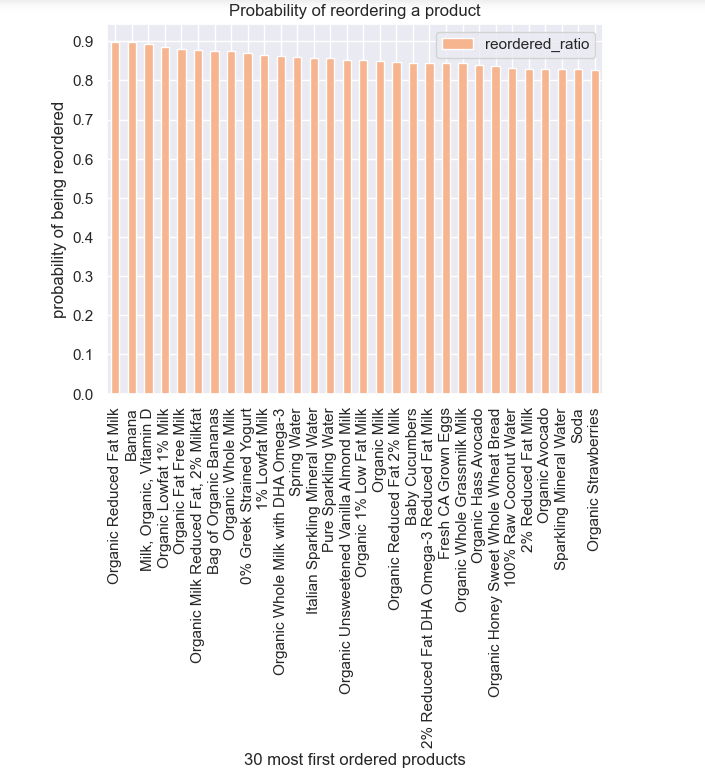 Probability of reordering a product
reordered_ratio
probability of being reordered
0.9
0.8
0.7
0.6
0.5
0.4
0.3
0.2
0.1
0.0
Organic Reduced Fat Milk
Banana
Milk, Organic, Vitamin D
Organic Lowfat 1% Milk
Organic Fat Free Milk
Organic Milk Reduced Fat, 2% Milkfat
Bag of Organic Bananas
Organic Whole Milk
0% Greek Strained Yogurt
1% Lowfat Milk
Organic Whole Milk with DHA Omega-3
Spring Water
Italian Sparkling Mineral Water
Pure Sparkling Water
Organic Unsweetened Vanilla Almond Milk
Organic 1% Low Fat Milk
Organic Milk
Organic Reduced Fat 2% Milk
Baby Cucumbers
2% Reduced Fat DHA Omega-3 Reduced Fat Milk
Fresh CA Grown Eggs
Organic Whole Grassmilk Milk
Organic Hass Avocado
Organic Honey Sweet Whole Wheat Bread
100% Raw Coconut Water
2% Reduced Fat Milk
Organic Avocado
Sparkling Mineral Water
Soda
Organic Strawberries
30 most first ordered products